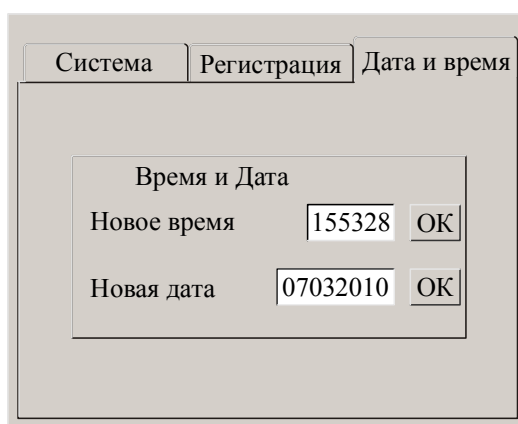 Система Регистрация Дата и время
Время и Дата
Новое время 155328 OK
Новая дата 07032010 OK